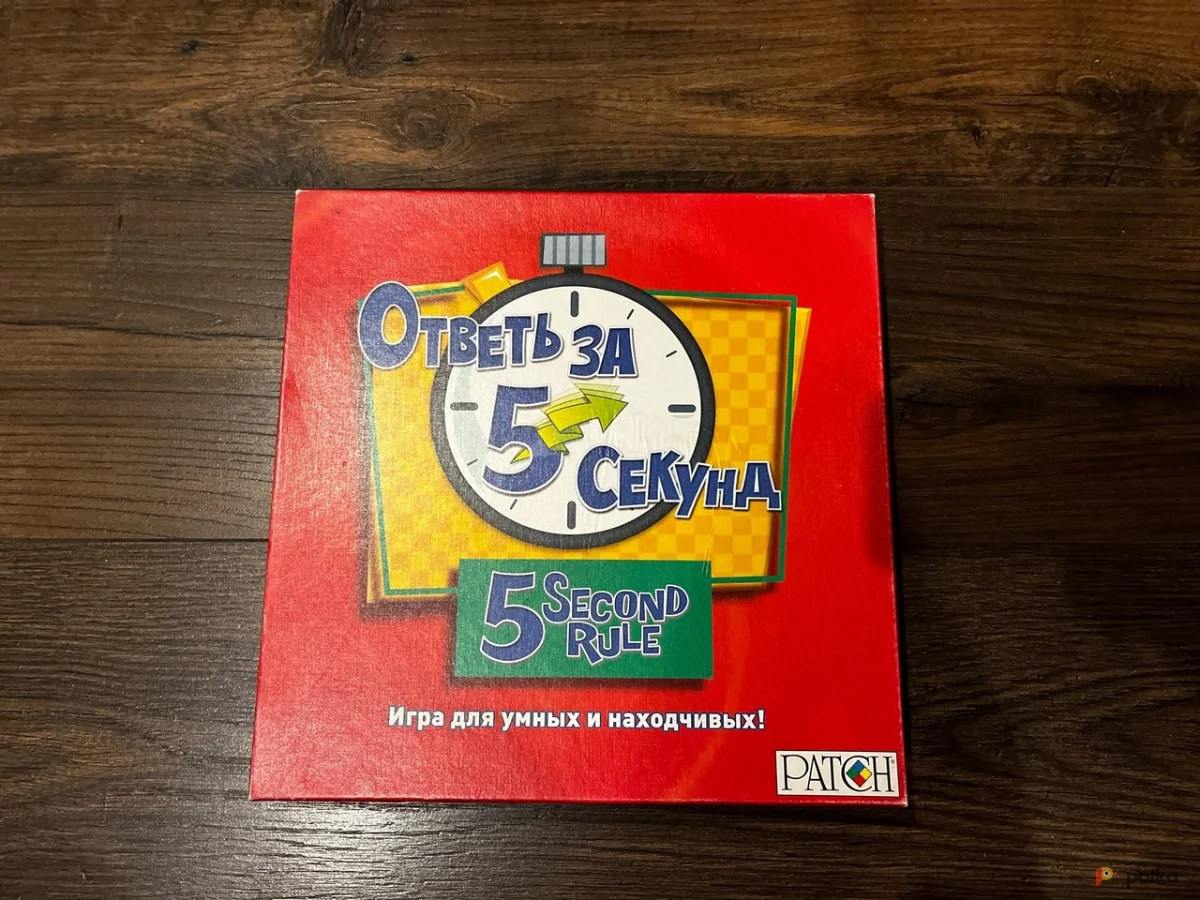 Ответь за
5
секунд
5 Second
Rule
Игра для умных и находчивых!
PATCH